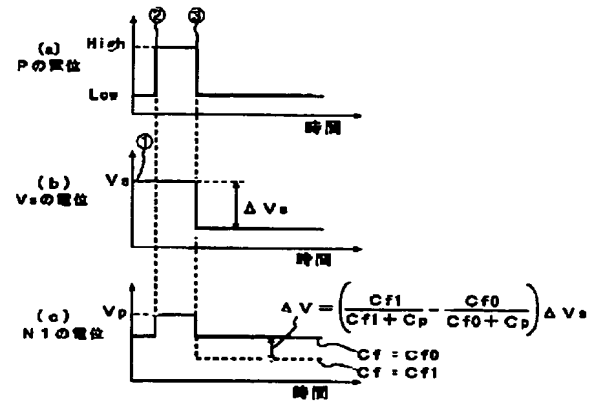 ② ③
(a)
Pの電位
High
Low
時間
①
(b)
Vsの電位
Vs
ΔVs
時間
(c)
N1の電位
Vp
ΔV=(Cf1/Cf1+Cp - Cf0/Cf0+Cp)ΔVs
Cf=Cf0
Cf=Cf1
時間